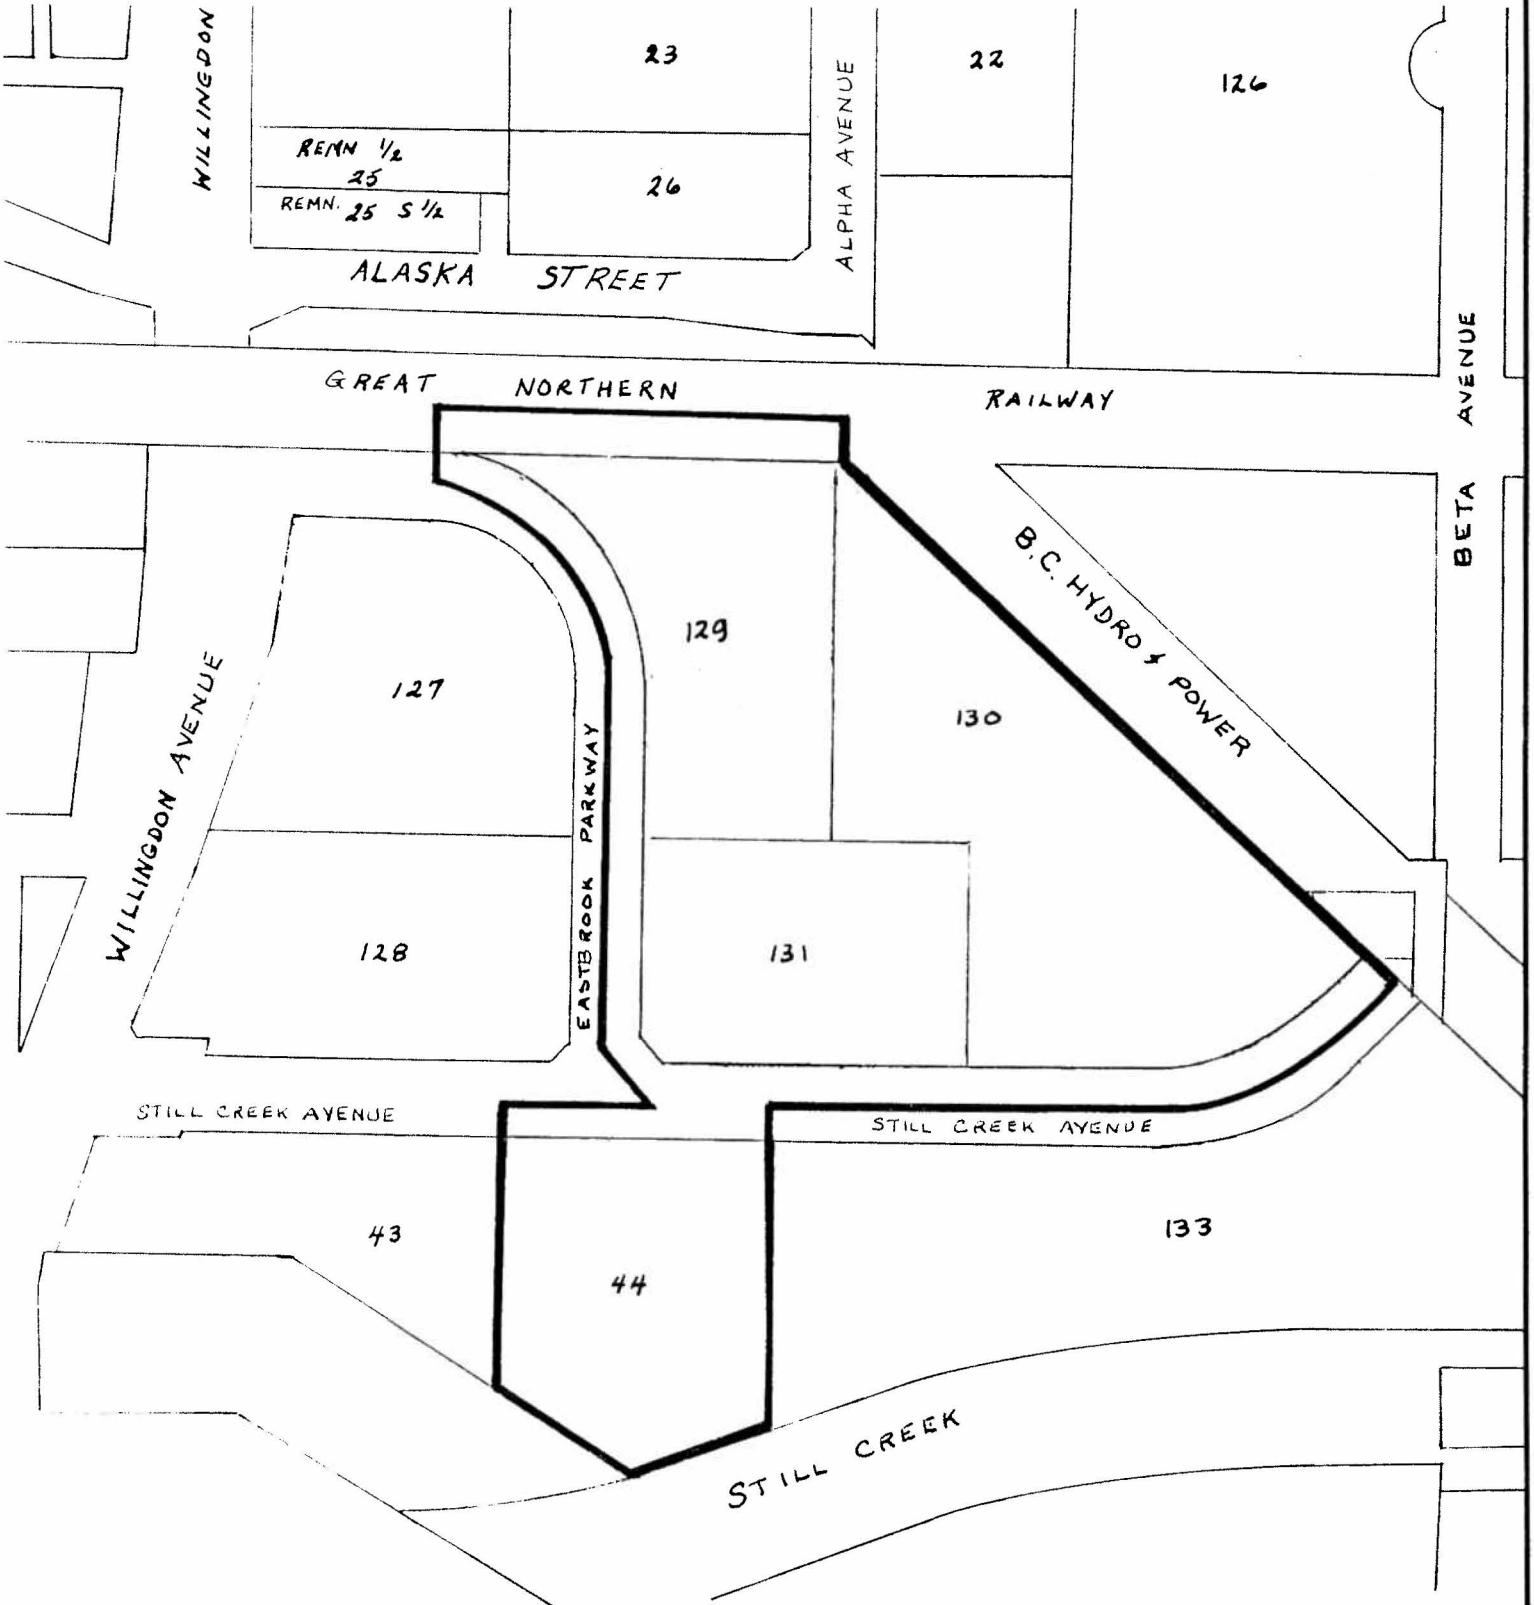 WILLINGDON
23
ALPHA AVENUE
22
126
REMN 1/2
25
26
REMN. 25 S 1/2
ALASKA STREET
GREAT NORTHERN RAILWAY
BETA AVENUE
B.C. HYDRO & POWER
129
127
130
WILLINGDON AVENUE
EASTBROOK PARKWAY
128
131
STILL CREEK AVENUE
STILL CREEK AVENUE
43
133
44
STILL CREEK